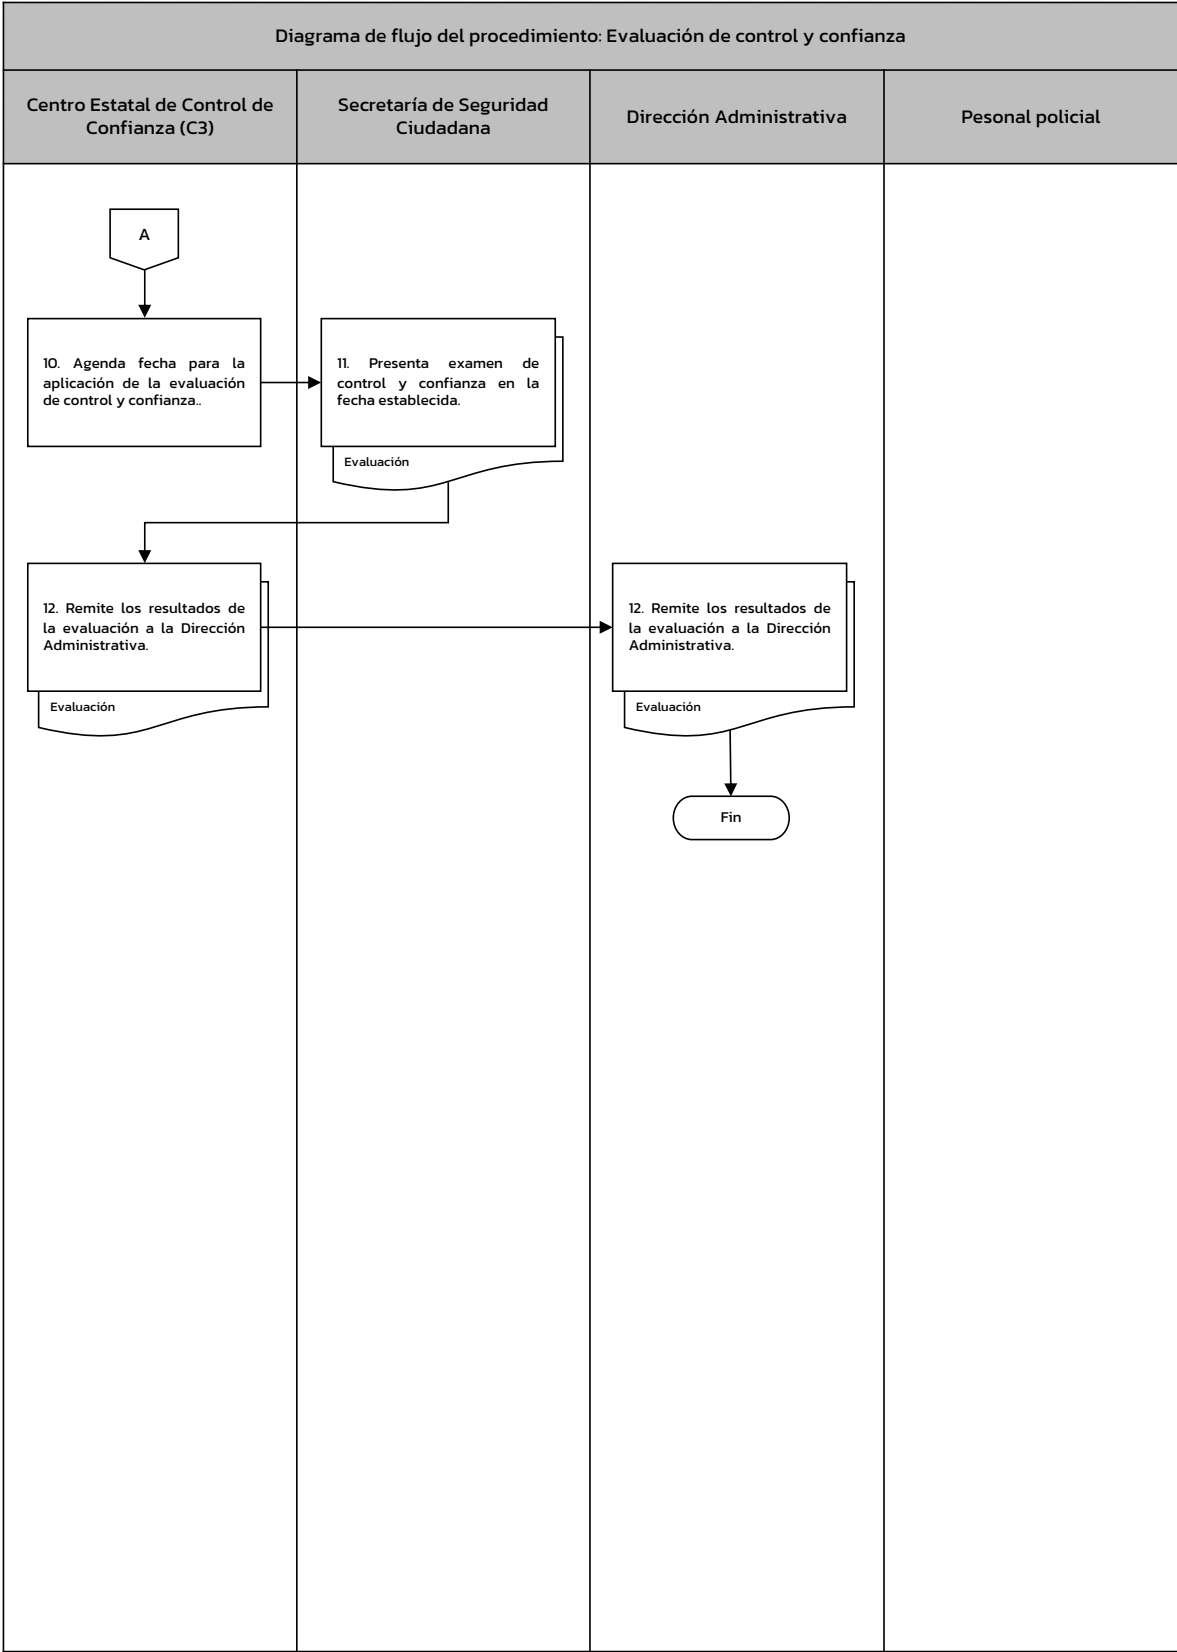 Diagrama de flujo del procedimiento: Evaluación de control y confianza
Centro Estatal de Control de
Confianza (C3)
Secretaría de Seguridad
Ciudadana
Dirección Administrativa
Pesonal policial
A
10. Agenda fecha para la
aplicación de la evaluación
de control y confianza..
11. Presenta examen de
control y confianza en la
fecha establecida.
Evaluación
12. Remite los resultados de
la evaluación a la Dirección
Administrativa.
Evaluación
12. Remite los resultados de
la evaluación a la Dirección
Administrativa.
Evaluación
Fin